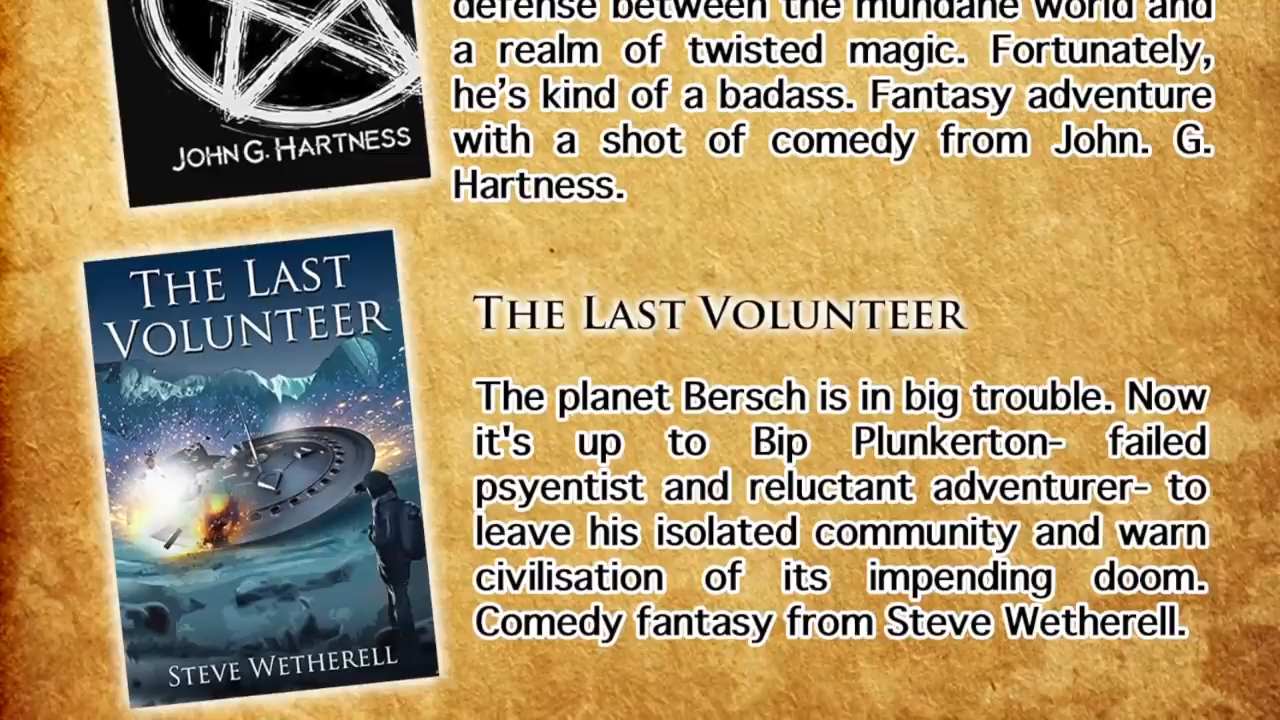 defense between the mundane world and
a realm of twisted magic. Fortunately,
he's kind of a badass. Fantasy adventure
with a shot of comedy from John. G.
Hartness.
JOHN G. HARTNESS
THE LAST
VOLUNTEER
STEVE WETHERELL
THE LAST VOLUNTEER
The planet Bersch is in big trouble. Now
it's up to Bip Plunkerton- failed
psyentist and reluctant adventurer- to
leave his isolated community and warn
civilisation of its impending doom.
Comedy fantasy from Steve Wetherell.